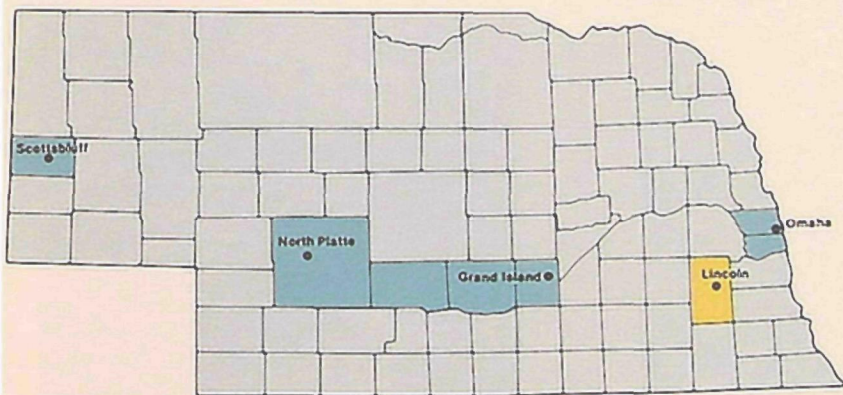 Scottsbluff
Omaha
North Platte
Lincoln
Grand Island